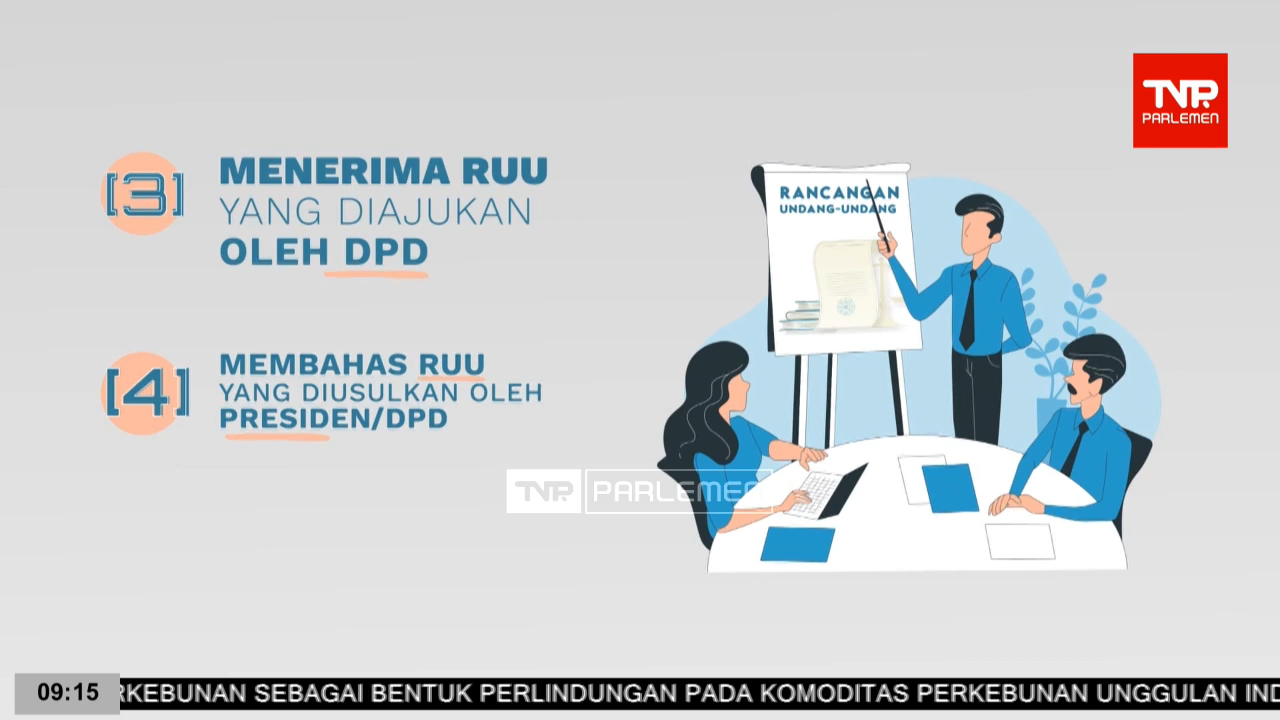 TVR
PARLEMEN
[3]
MENERIMA RUU
YANG DIAJUKAN
OLEH DPD
RANCANGAN
UNDANG-UNDANG
[4]
MEMBAHAS RUU
YANG DIUSULKAN OLEH
PRESIDEN/DPD
TVR PARLEMEN
09:15
RKEBUNAN SEBAGAI BENTUK PERLINDUNGAN PADA KOMODITAS PERKEBUNAN UNGGULAN IND